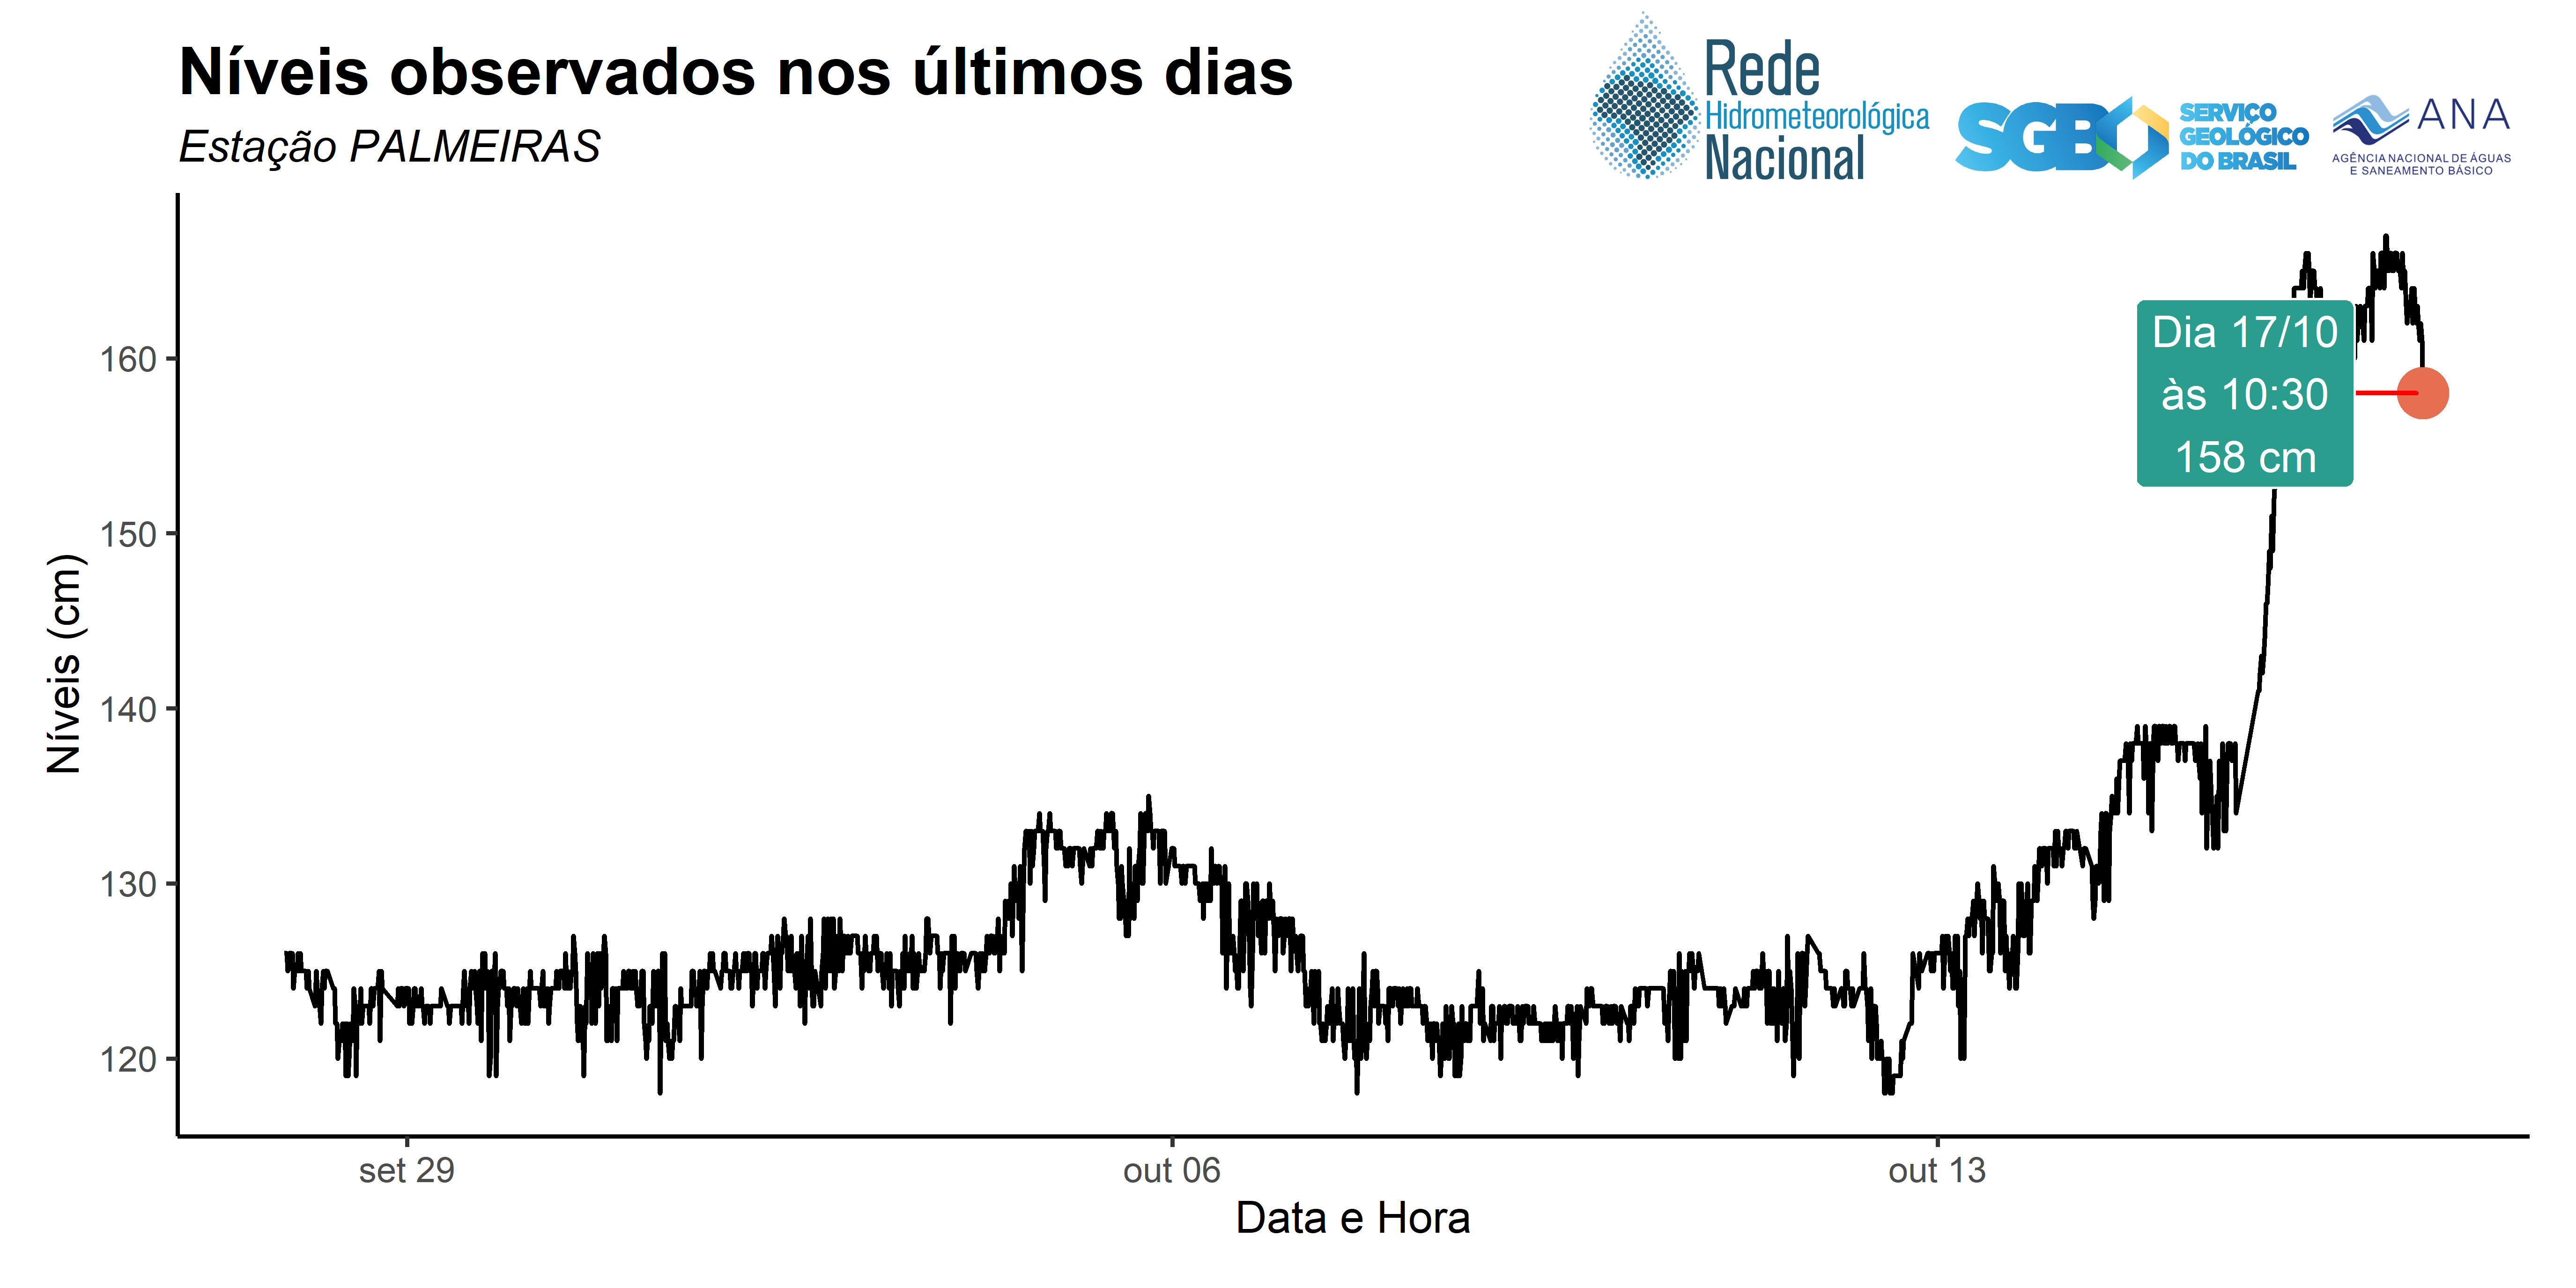 Níveis observados nos últimos dias
Estação PALMEIRAS
Rede
Hidrometeorológica
Nacional
SGB
SERVIÇO
GEOLÓGICO
DO BRASIL
ANA
AGÊNCIA NACIONAL DE ÁGUAS
E SANEAMENTO BÁSICO
Níveis (cm)
160
150
140
130
120
Dia 17/10
às 10:30
158 cm
set 29
out 06
out 13
Data e Hora